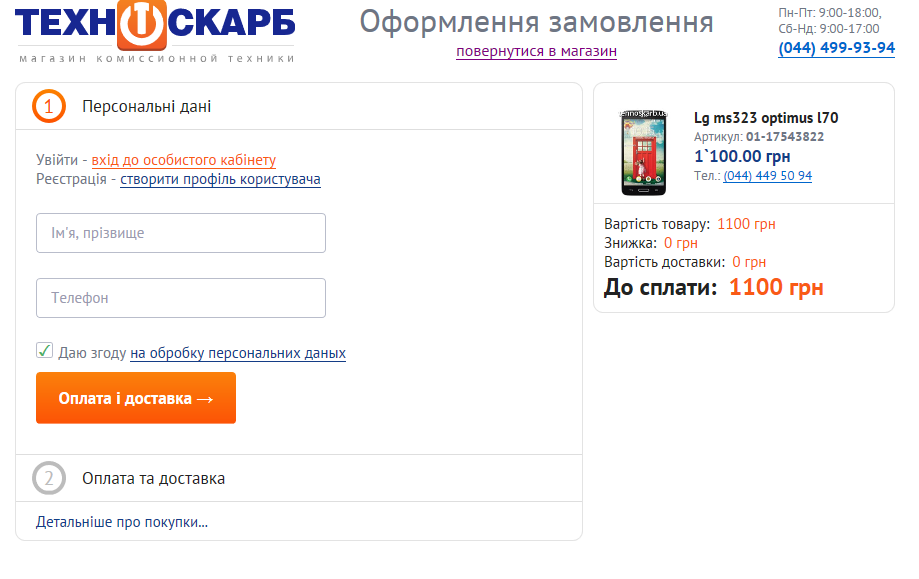 ТЕХНОСКАРБ
магазин комиссионной техники
Оформлення замовлення
повернутися в магазин
Пн-Пт: 9:00-18:00,
Сб-Нд: 9:00-17:00
(044) 499-93-94
1 Персональні дані
Увійти - вхід до особистого кабінету
Реєстрація - створити профіль користувача
Ім'я, прізвище
Телефон
Даю згоду на обробку персональних даных
Оплата і доставка →
2 Оплата та доставка
Детальніше про покупки...
Lg ms323 optimus l70
Артикул: 01-17543822
1`100.00 грн
Тел.: (044) 449 50 94
Вартість товару: 1100 грн
Знижка: 0 грн
Вартість доставки: 0 грн
До сплати: 1100 грн